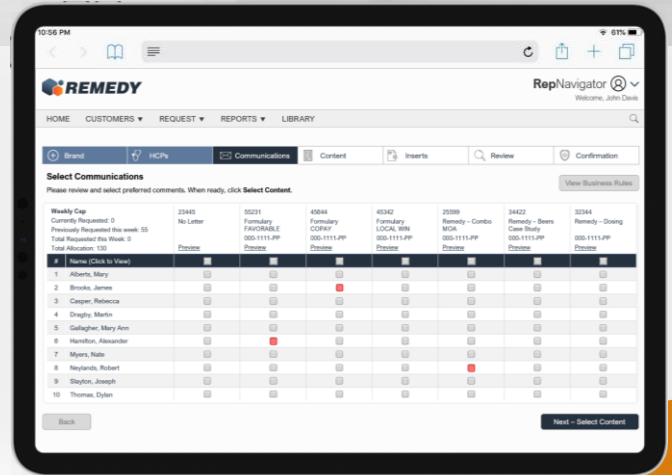 10:56 PM
61%
REMEDY
RepNavigator
Welcome, John Davis
HOME CUSTOMERS REQUEST REPORTS LIBRARY
Brand HCPs Communications Content Inserts Review Confirmation
Select Communications
Please review and select preferred comments. When ready, click Select Content.
View Business Rules
Weekly Cap
Currently Requested: 0
Previously Requested this week: 55
Total Requested this Week: 0
Total Allocation: 130
23445
No Letter
Preview
55231
Formulary
FAVORABLE
000-1111-PP
Preview
45844
Formulary
COPAY
000-1111-PP
Preview
45342
Formulary
LOCAL WIN
000-1111-PP
Preview
25599
Remedy – Combo
MOA
000-1111-PP
Preview
34422
Remedy – Beers
Case Study
000-1111-PP
Preview
32344
Remedy – Dosing
000-1111-PP
Preview
# Name (Click to View)
1 Alberts, Mary
2 Brooks, James
3 Casper, Rebecca
4 Dragby, Martin
5 Gallagher, Mary Ann
6 Hamilton, Alexander
7 Myers, Nate
8 Neylands, Robert
9 Slayton, Joseph
10 Thomas, Dylen
Back
Next – Select Content